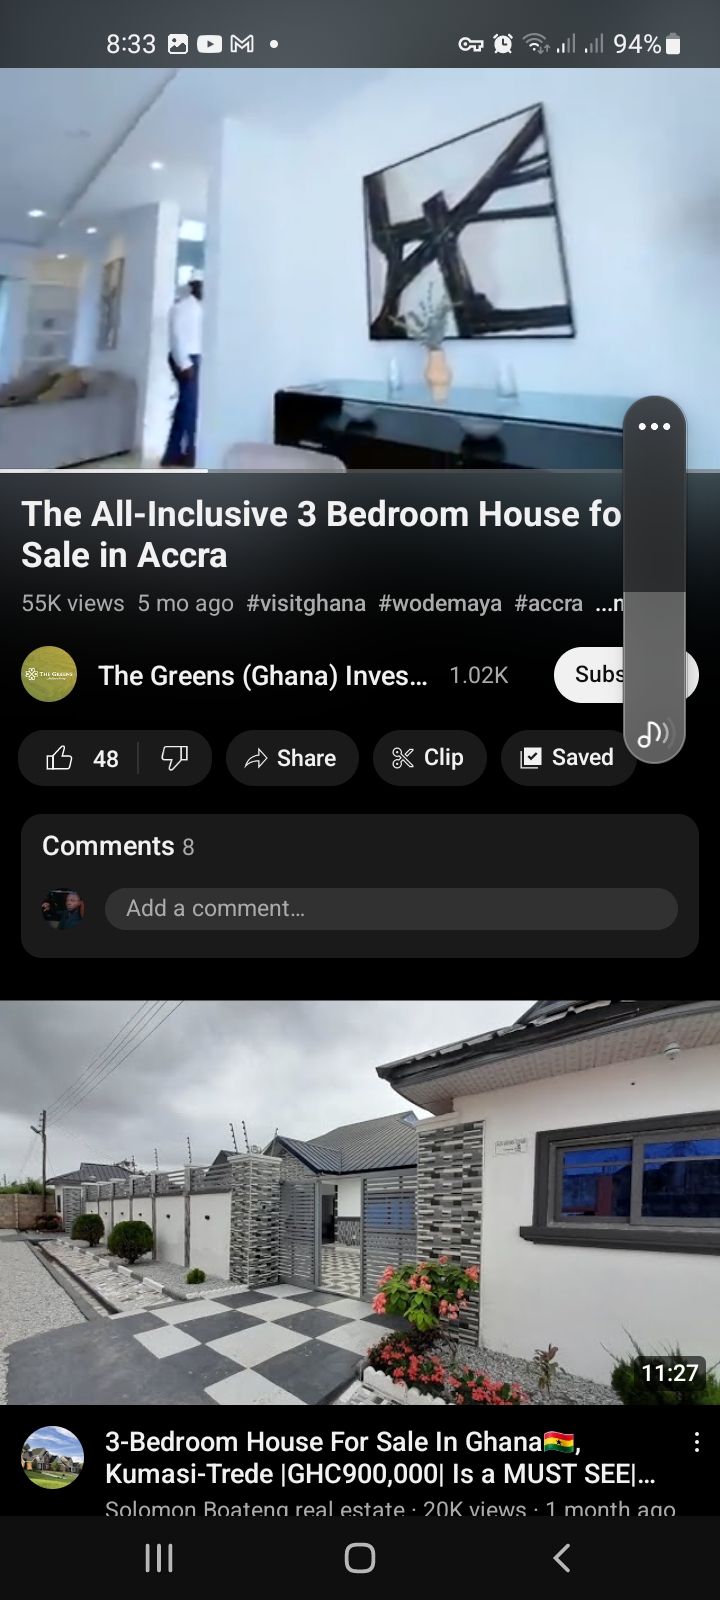 8:33
94%
The All-Inclusive 3 Bedroom House fo
Sale in Accra
55K views 5 mo ago #visitghana #wodemaya #accra ...
THE GREENS
The Greens (Ghana) Inves... 1.02K
Subs
48
Share
Clip
Saved
Comments 8
Add a comment...
11:27
3-Bedroom House For Sale In Ghana🇬🇭,
Kumasi-Trede |GHC900,000| Is a MUST SEE|...
Solomon Boateng real estate · 20K views · 1 month ago